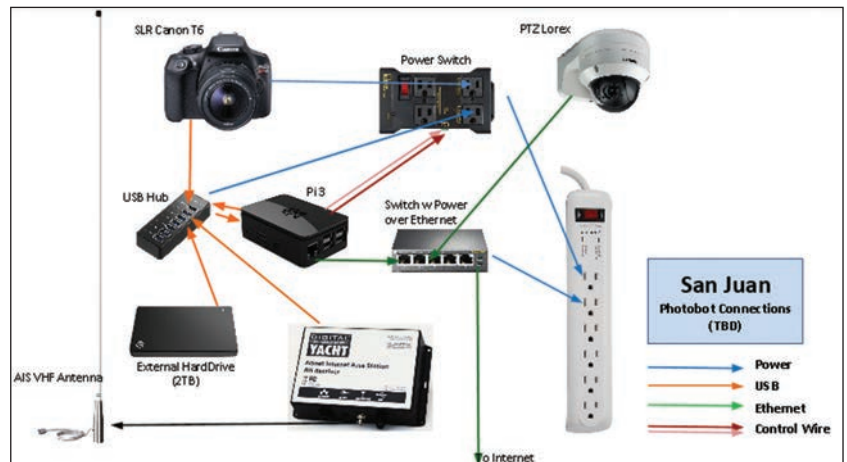 SLR Canon T6
PTZ Lorex
Power Switch
Canon
USB Hub
Pi 3
Switch w Power
over Ethernet
San Juan
Photobot Connections
(TBD)
External HardDrive
(2TB)
DIGITAL
YACHT
AIS VHF Antenna
Power
USB
Ethernet
Control Wire
o Internet